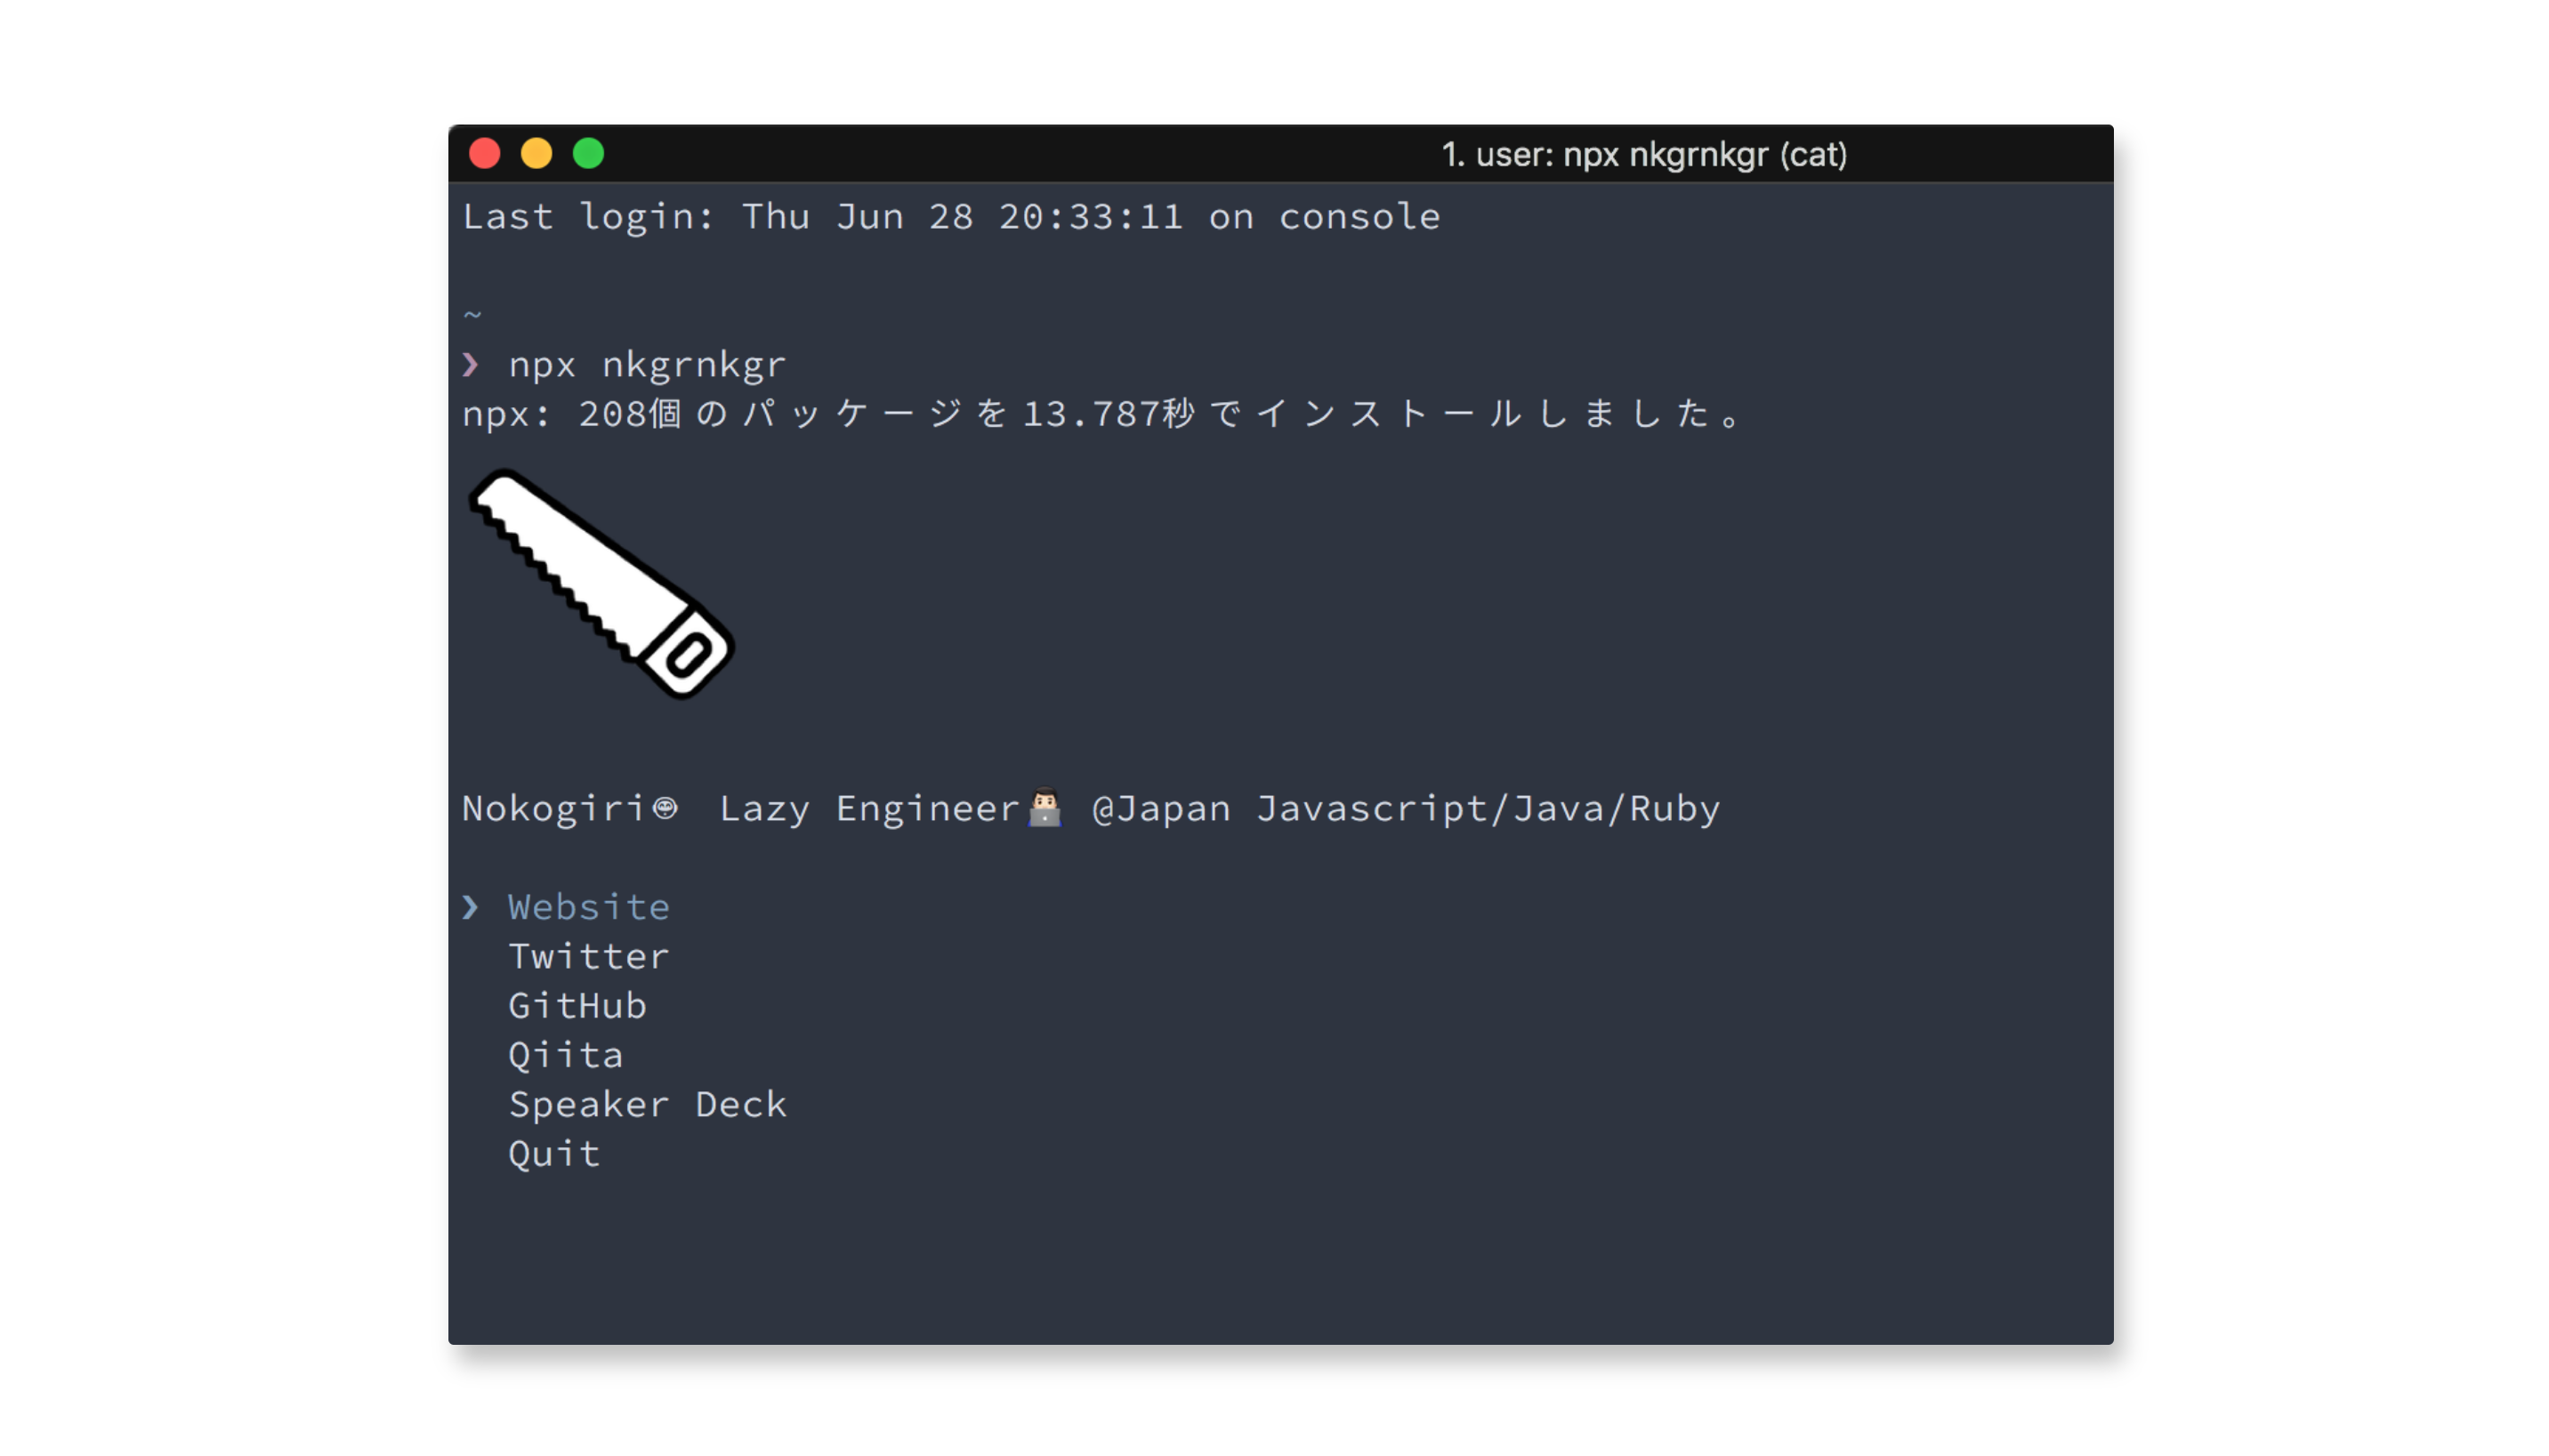 1. user: npx nkgrnkgr (cat)
Last login: Thu Jun 28 20:33:11 on console
~
❯ npx nkgrnkgr
npx: 208個のパッケージを13.787秒でインストールしました。
Nokogiri🐵 Lazy Engineer👨🏻‍💻 @Japan Javascript/Java/Ruby
❯ Website
Twitter
GitHub
Qiita
Speaker Deck
Quit